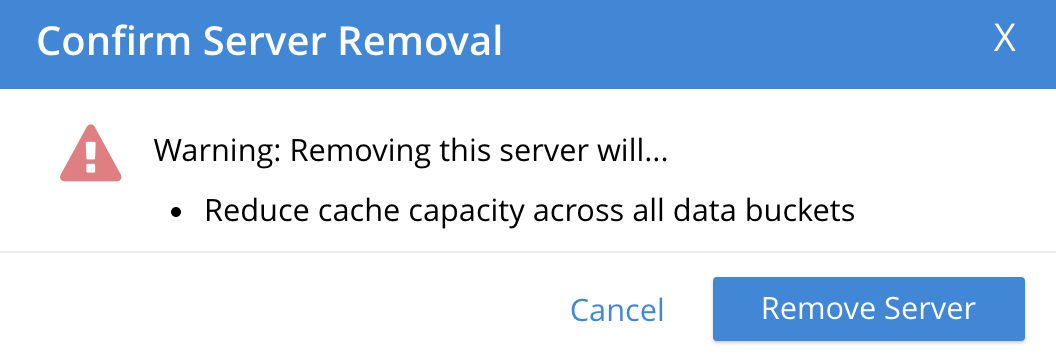 Confirm Server Removal X
Warning: Removing this server will...
• Reduce cache capacity across all data buckets
Cancel Remove Server